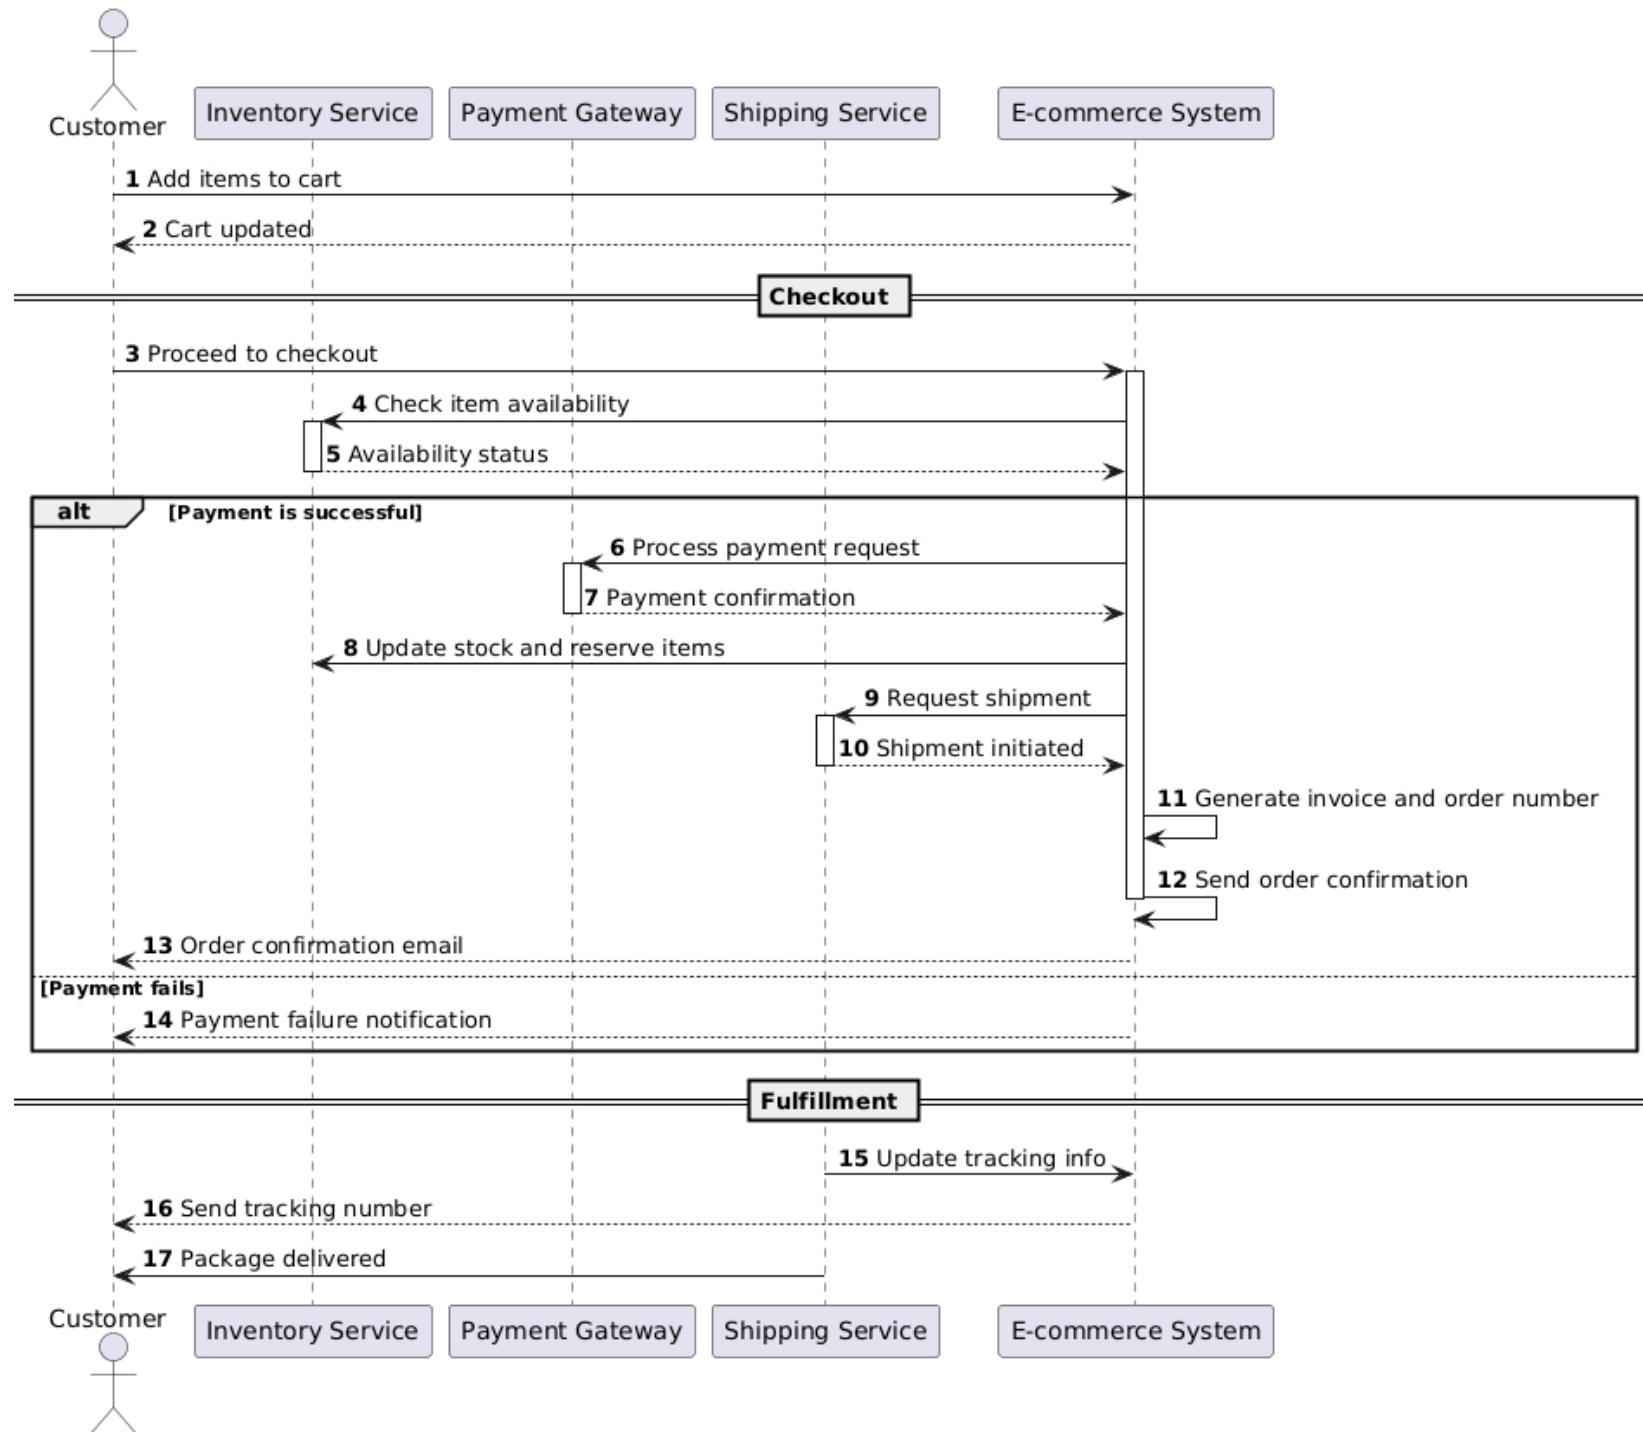 Customer
Inventory Service
Payment Gateway
Shipping Service
E-commerce System
1 Add items to cart
2 Cart updated
Checkout
3 Proceed to checkout
4 Check item availability
5 Availability status
alt
[Payment is successful]
6 Process payment request
7 Payment confirmation
8 Update stock and reserve items
9 Request shipment
10 Shipment initiated
11 Generate invoice and order number
12 Send order confirmation
13 Order confirmation email
[Payment fails]
14 Payment failure notification
Fulfillment
15 Update tracking info
16 Send tracking number
17 Package delivered
Customer
Inventory Service
Payment Gateway
Shipping Service
E-commerce System